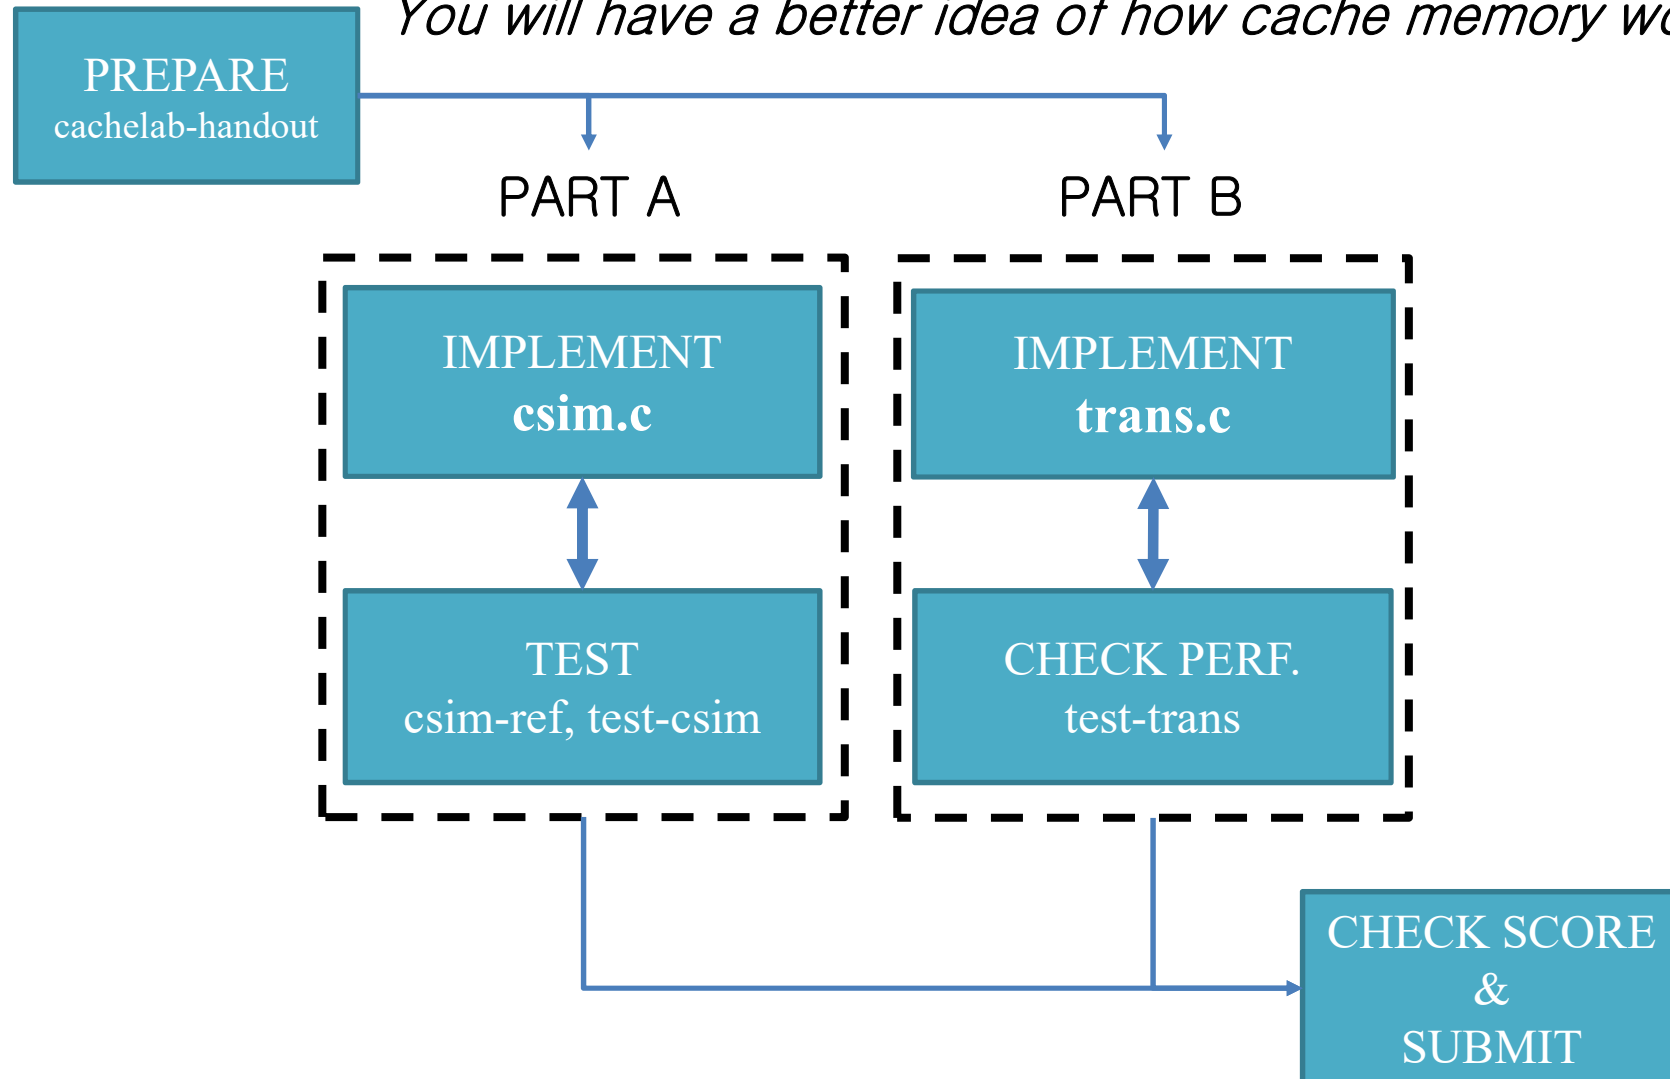 You will have a better idea of how cache memory
PREPARE
cachelab-handout
PART A
PART B
IMPLEMENT
csim.c
IMPLEMENT
trans.c
TEST
csim-ref, test-csim
CHECK PERF.
test-trans
CHECK SCORE
&
SUBMIT